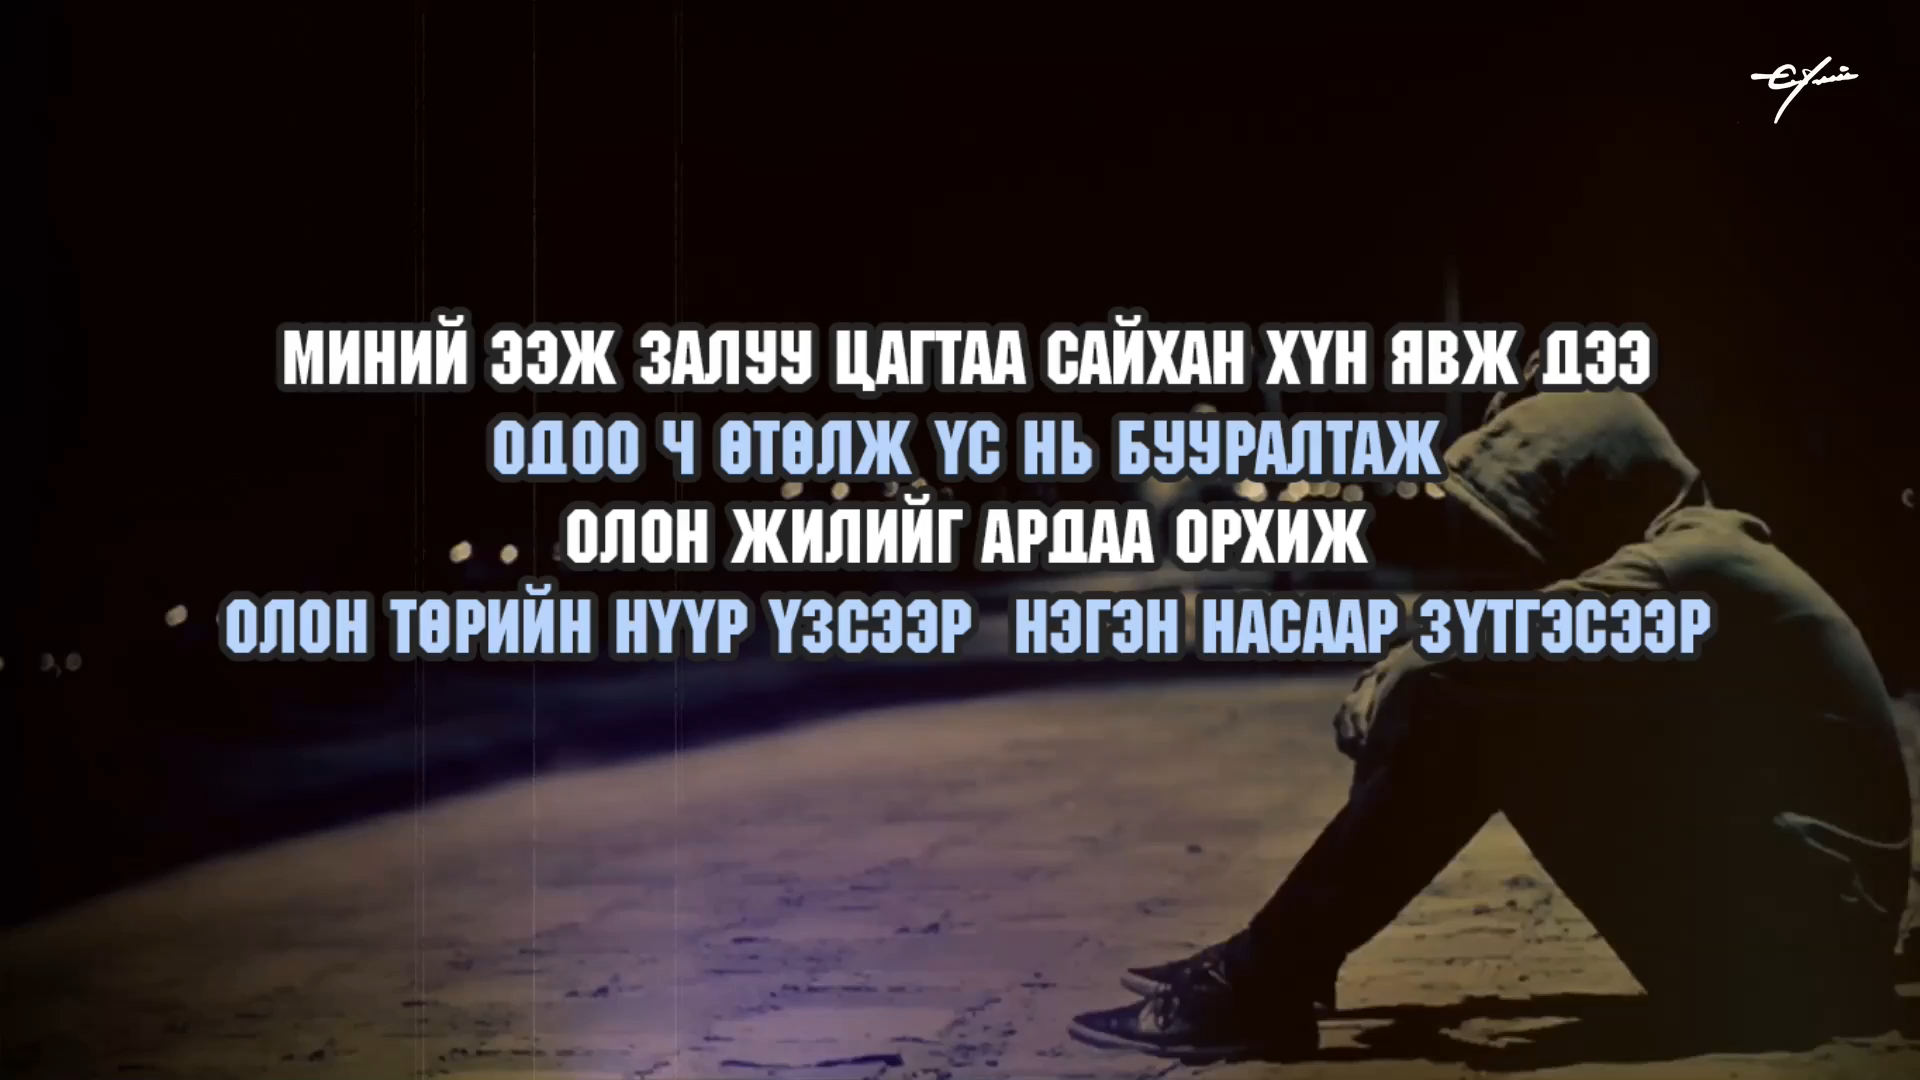 МИНИЙ ЭЭЖ ЗАЛУУ ЦАГТАА САЙХАН ХҮН ЯВЖ ДЭЭ
ОДОО Ч ӨТӨЛЖ ҮС НЬ БУУРАЛТАЖ
ОЛОН ЖИЛИЙГ АРДАА ОРХИЖ
ОЛОН ТӨРИЙН НҮҮР ҮЗСЭЭР НЭГЭН НАСААР ЗҮТГЭСЭЭР